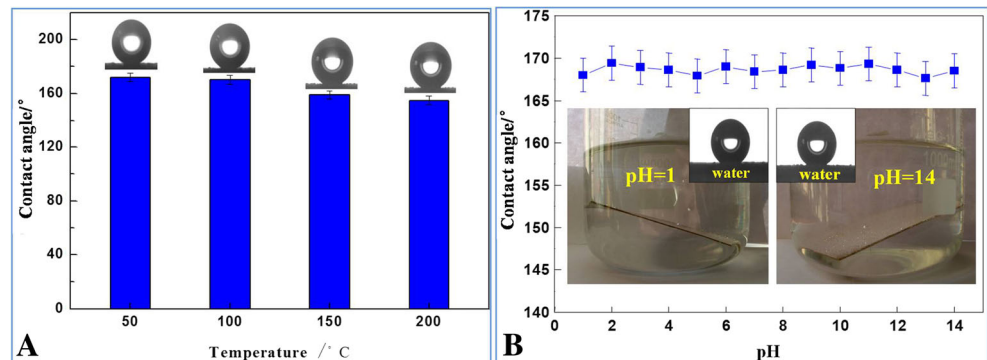 200
160
120
80
40
0
Contact angle/°
50 100 150 200
Temperature /°C
A
175
170
165
160
155
150
145
140
Contact angle/°
water water
pH=1 pH=14
0 2 4 6 8 10 12 14
pH
B